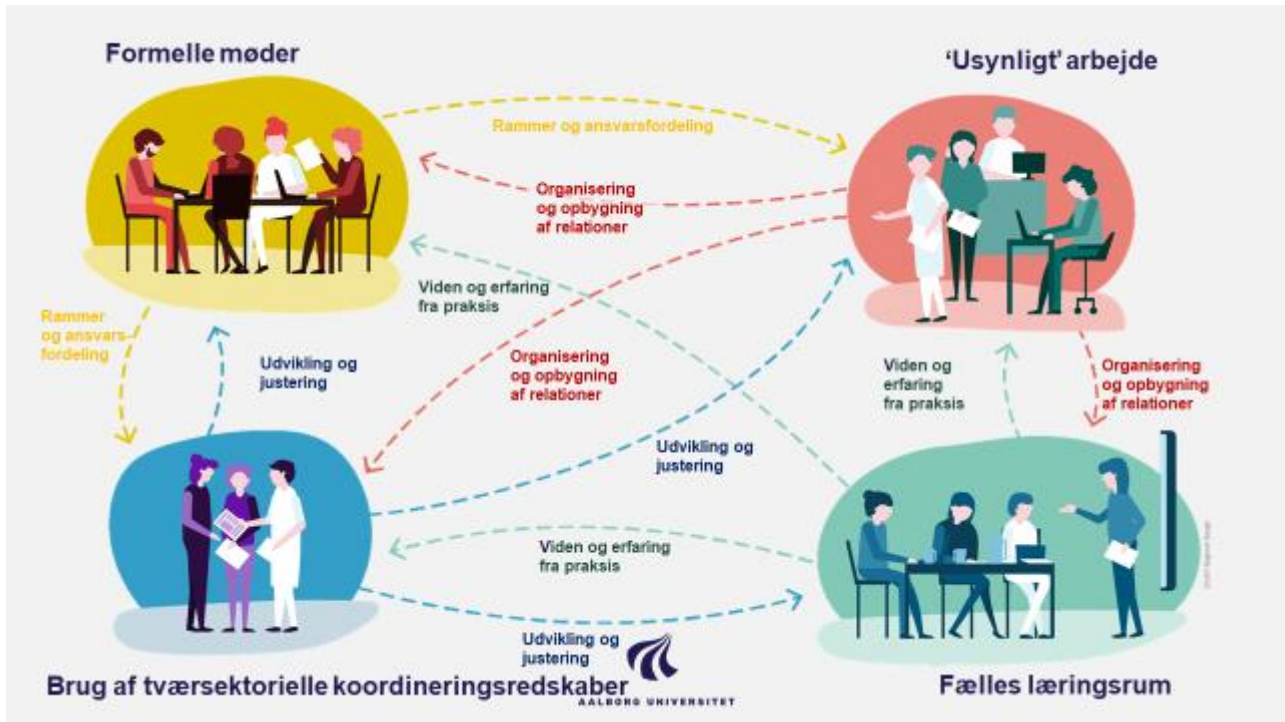 Formelle møder
'Usynligt' arbejde
Rammer og ansvarsfordeling
Organisering
og opbygning
af relationer
Viden og erfaring
fra praksis
Rammer
og ansvars-
fordeling
Udvikling og
justering
Organisering
og opbygning
af relationer
Viden og
erfaring
fra praksis
Organisering
og opbygning
af relationer
Udvikling og
justering
Viden og erfaring
fra praksis
Udvikling og
justering
Brug af tværsektorielle koordineringsredskaber
AALBORG UNIVERSITET
Fælles læringsrum